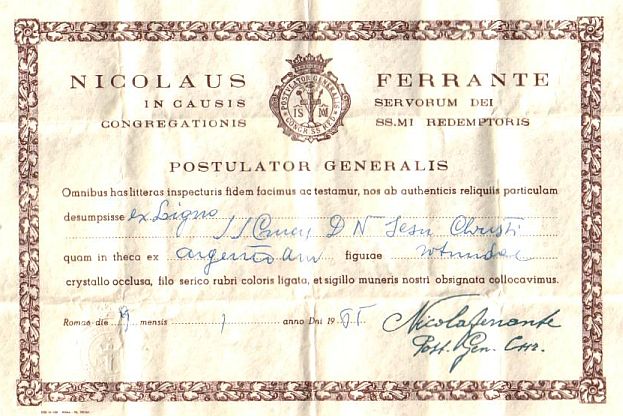 NICOLAUS FERRANTE
IN CAUSIS SERVORUM DEI
CONGREGATIONIS SS.MI REDEMPTORIS
POSTULATOR GENERALIS
Omnibus has litteras inspecturis fidem facimus ac testamur, nos ab authenticis reliquiis particulam
desumpsisse ex Ligno SS Crucis D N Jesu Christi
quam in theca ex figurae rotundae
crystallo occlusa, filo serico rubri coloris ligata, et sigillo muneris nostri obsignata collocavimus.
Romae die 9 mensis anno Dni 19
Nicola Ferrante
Post. Gen. CssR.